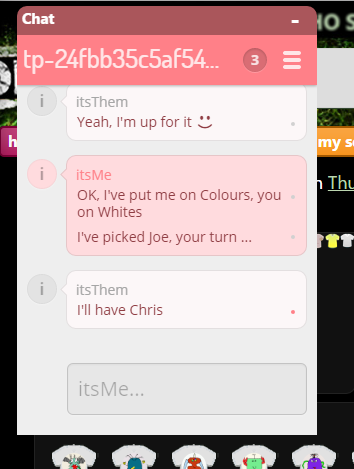 Chat
-
HO S
tp-24fbb35c5af54...
3
i
itsThem
Yeah, I'm up for it
h
my s
i
itsMe
OK, I've put me on Colours, you
on Whites
I've picked Joe, your turn ...
Thu
i
itsThem
I'll have Chris
itsMe...